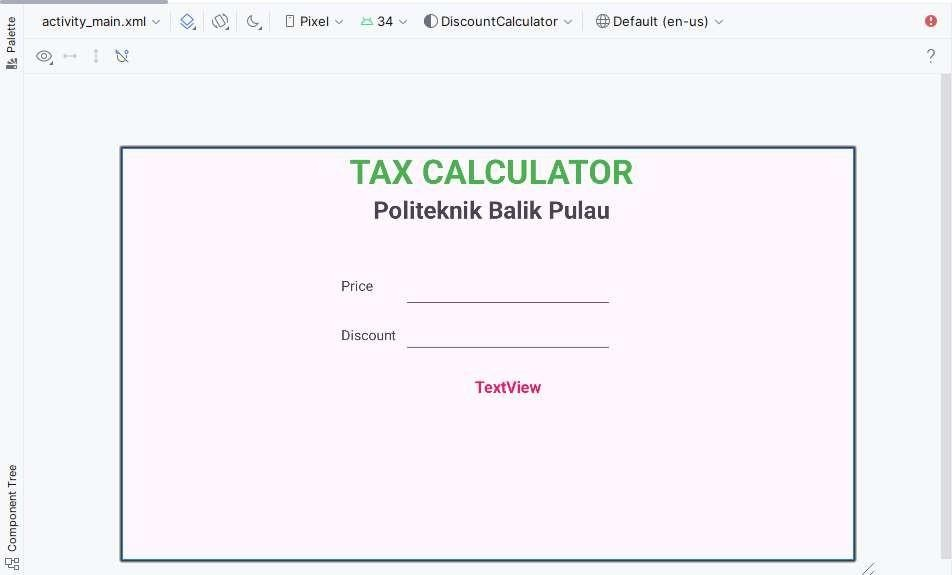 activity_main.xml
Pixel
34
DiscountCalculator
Default (en-us)
?
Palette
TAX CALCULATOR
Politeknik Balik Pulau
Price
Discount
TextView
Component Tree